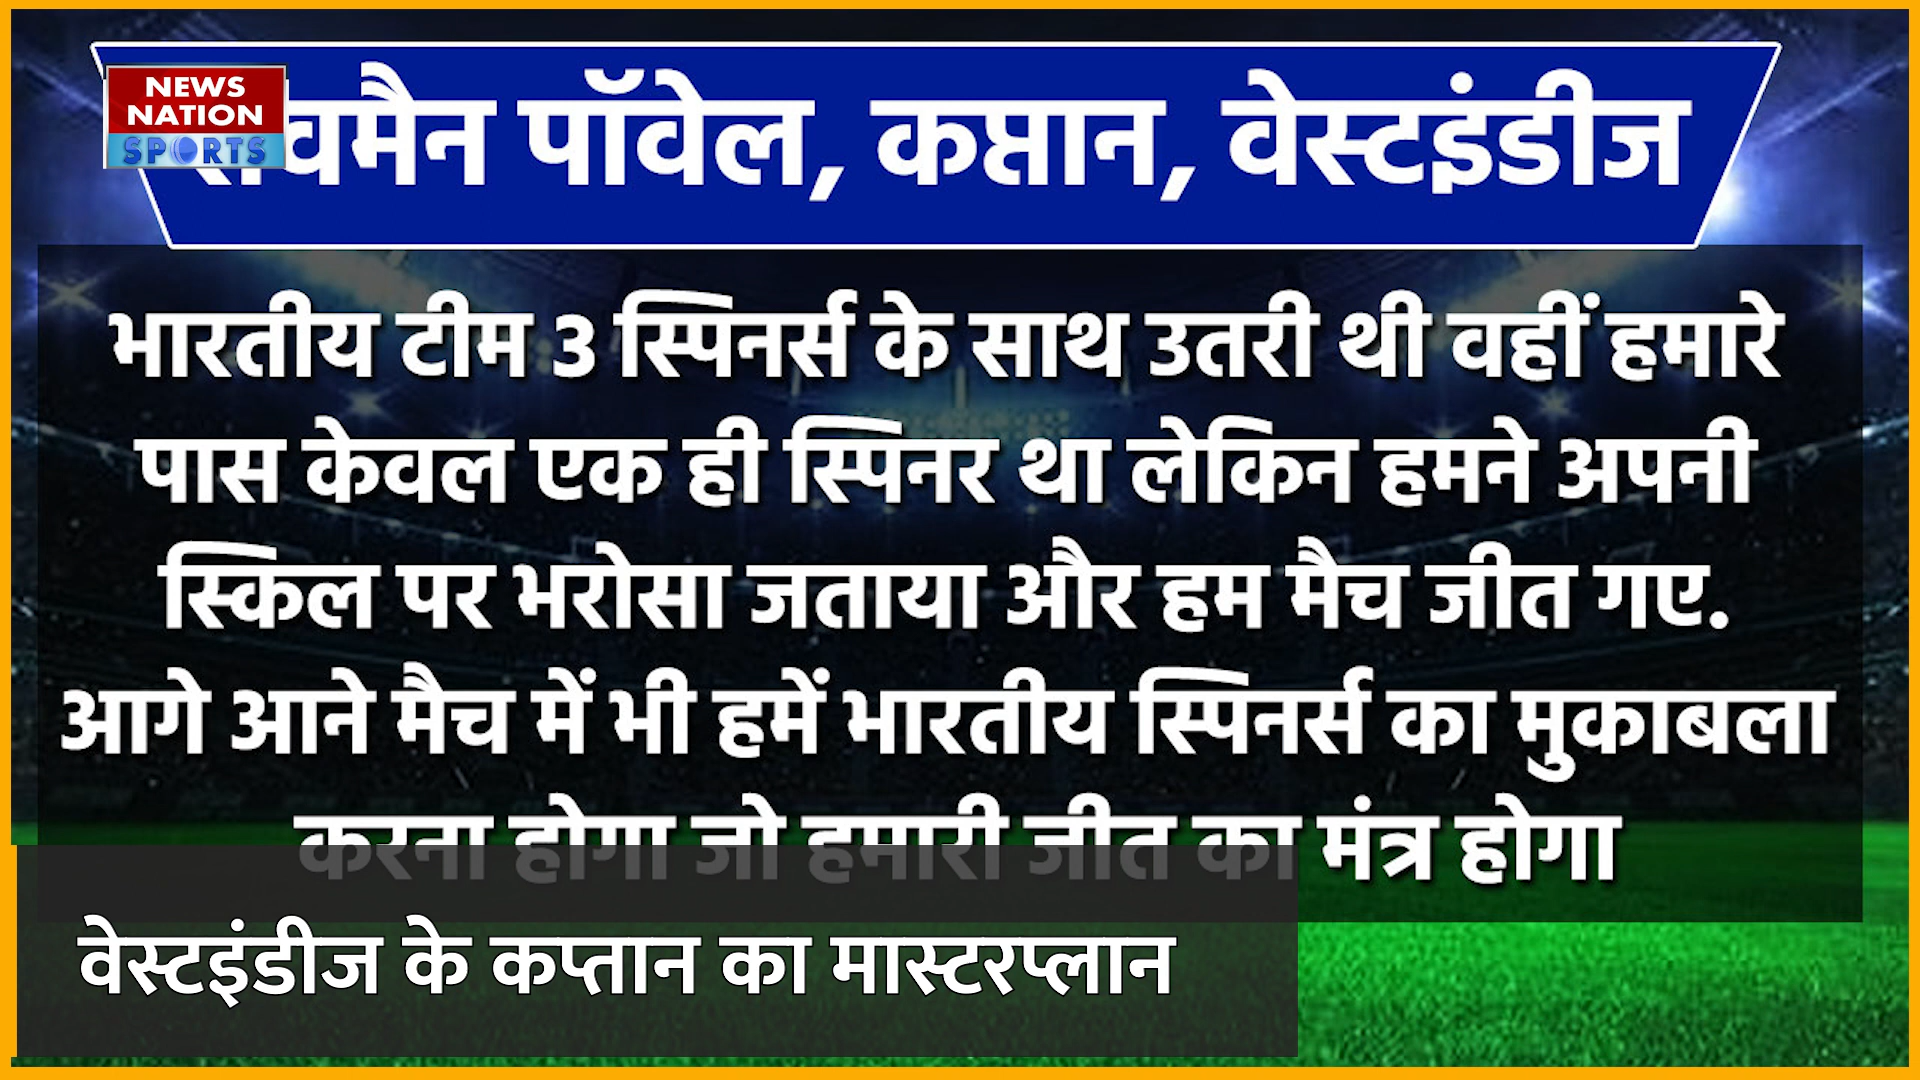 NEWS
NATION
SPORTS
पॉवेल, कप्तान, वेस्टइंडीज
भारतीय टीम 3 स्पिनर्स के साथ उतरी थी वहीं हमारे
पास केवल एक ही स्पिनर था लेकिन हमने अपनी
स्किल पर भरोसा जताया और हम मैच जीत गए.
आगे आने मैच में भी हमें भारतीय स्पिनर्स का मुकाबला
करना होगा जो हमारी जीत का मंत्र होगा
वेस्टइंडीज के कप्तान का मास्टरप्लान